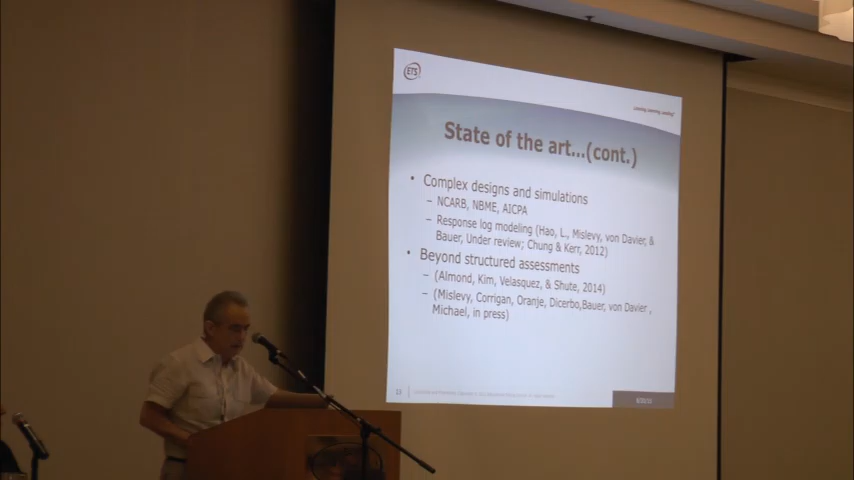 ETS
State of the art...(cont.)
• Complex designs and simulations
– NCARB, NBME, AICPA
– Response log modeling (Hao, L., Mislevy, von Davier, &
Bauer, Under review; Chung & Kerr, 2012)
• Beyond structured assessments
– (Almond, Kim, Velasquez, & Shute, 2014)
– (Mislevy, Corrigan, Oranje, Dicerbo,Bauer, von Davier ,
Michael, in press)